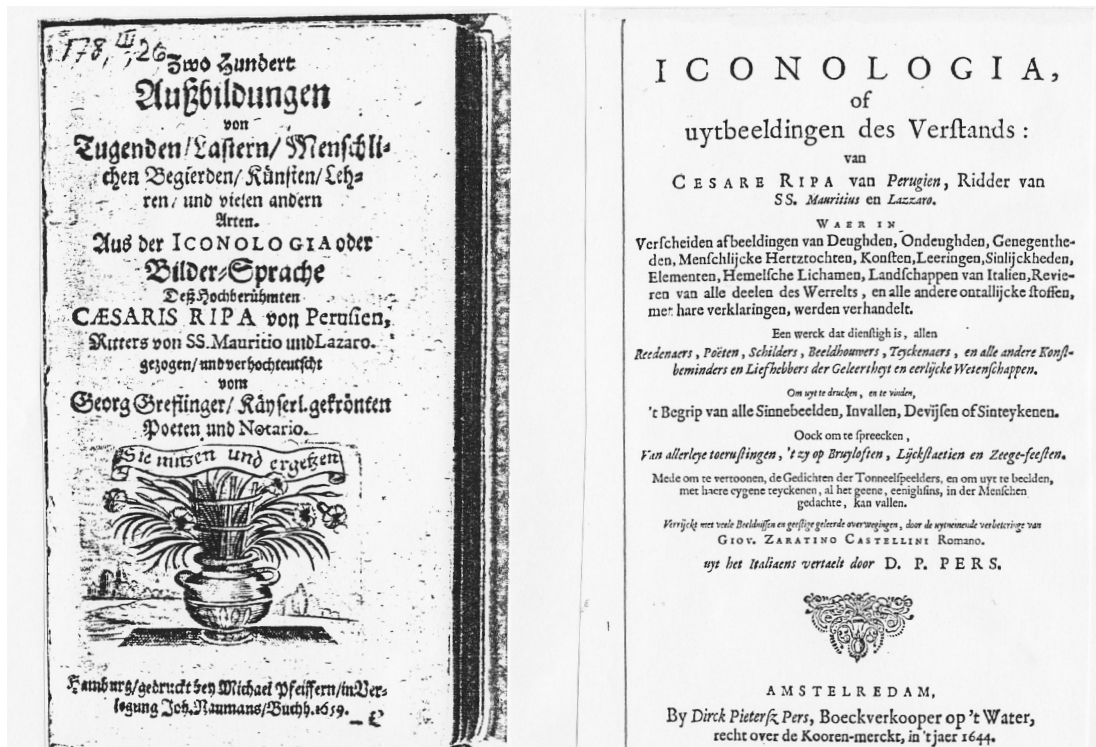 178, III, 26
Zwo Hundert
Außbildungen
von
Tugenden/Lastern/Menschli-
chen Begierden/Künsten/Leh-
ren/ und vielen andern
Arten.
Aus der ICONOLOGIA oder
Bilder-Sprache
Deß Hochberühmten
CÆSARIS RIPA von Perusien,
Ritters von SS. Mauritio und Lazaro.
gezogen/ und verhochteutscht
vom
Georg Greflinger/ Käyserl. gekrönten
Poeten und Notario.
Sie nutzen und ergetzen
Hamburg/gedruckt bey Michael Pfeiffern/in Ver-
legung Joh. Naumans/Buchh. 1659.
ICONOLOGIA,
of
uytbeeldingen des Verſtands:
van
CESARE RIPA van Perugien, Ridder van
SS. Mauritius en Lazzaro.
WAER IN
Verſcheiden afbeeldingen van Deughden, Ondeughden, Genegenthe-
den, Menſchlijcke Hertztochten, Konſten, Leeringen, Sinlijckheden,
Elementen, Hemelſche Lichamen, Landſchappen van Italien, Revie-
ren van alle deelen des Werrelts, en alle andere ontallijcke ſtoffen,
met hare verklaringen, werden verhandelt.
Een werck dat dienſtigh is, allen
Reedenaers, Poëten, Schilders, Beeldhouwers, Teyckenaers, en alle andere Konſt-
beminders en Liefhebbers der Geleertheyt en eerlijcke Wetenſchappen.
Om uyt te drucken, en te vinden,
't Begrip van alle Sinnebeelden, Invallen, Devijſen of Sinteykenen.
Oock om te ſpreecken,
Van allerleye toeruſtingen, 't zy op Bruyloften, Lijckſtaetien en Zeege-feeſten.
Mede om te vertoonen, de Gedichten der Tonneelſpeelders, en om uyt te beelden,
met haere eygene teyckenen, al het geene, eenighſins, in der Menſchen
gedachte, kan vallen.
Verrijckt met veele Beeldniſſen en geeſtige geleerde overwegingen, door de uytneemende verbeteringe van
GIOV. ZARATINO CASTELLINI Romano.
uyt het Italiaens vertaelt door D. P. PERS.
AMSTELREDAM,
By Dirck Pieterſz Pers, Boeckverkooper op 't Water,
recht over de Kooren-merckt, in 't jaer 1644.